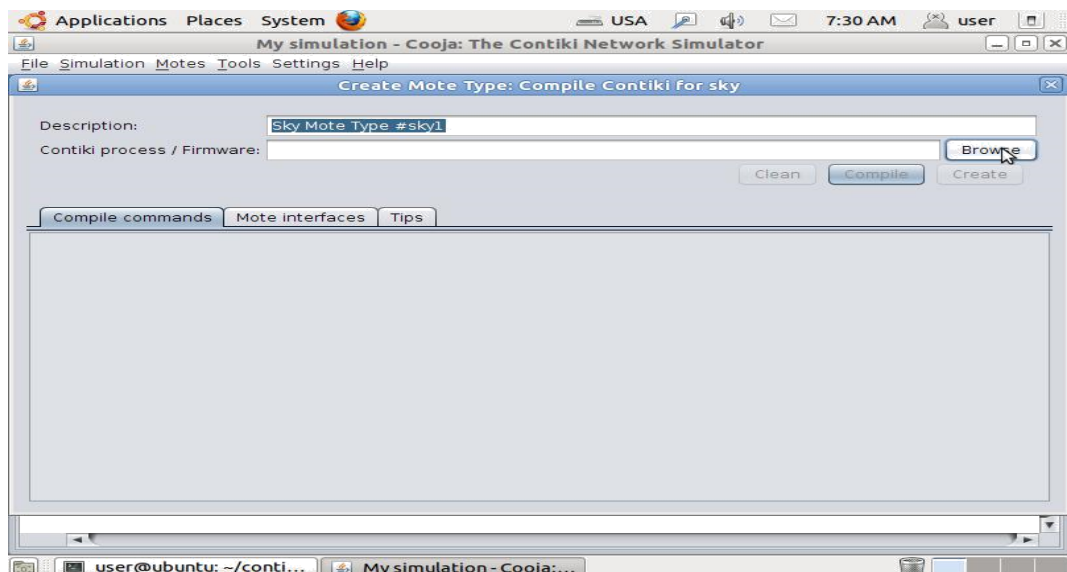 Applications Places System USA 7:30 AM user
My simulation - Cooja: The Contiki Network Simulator
File Simulation Motes Tools Settings Help
Create Mote Type: Compile Contiki for sky
Description: Sky Mote Type #sky1
Contiki process / Firmware: Browse
Clean Compile Create
Compile commands Mote interfaces Tips
user@ubuntu: ~/conti... My simulation - Cooja:...